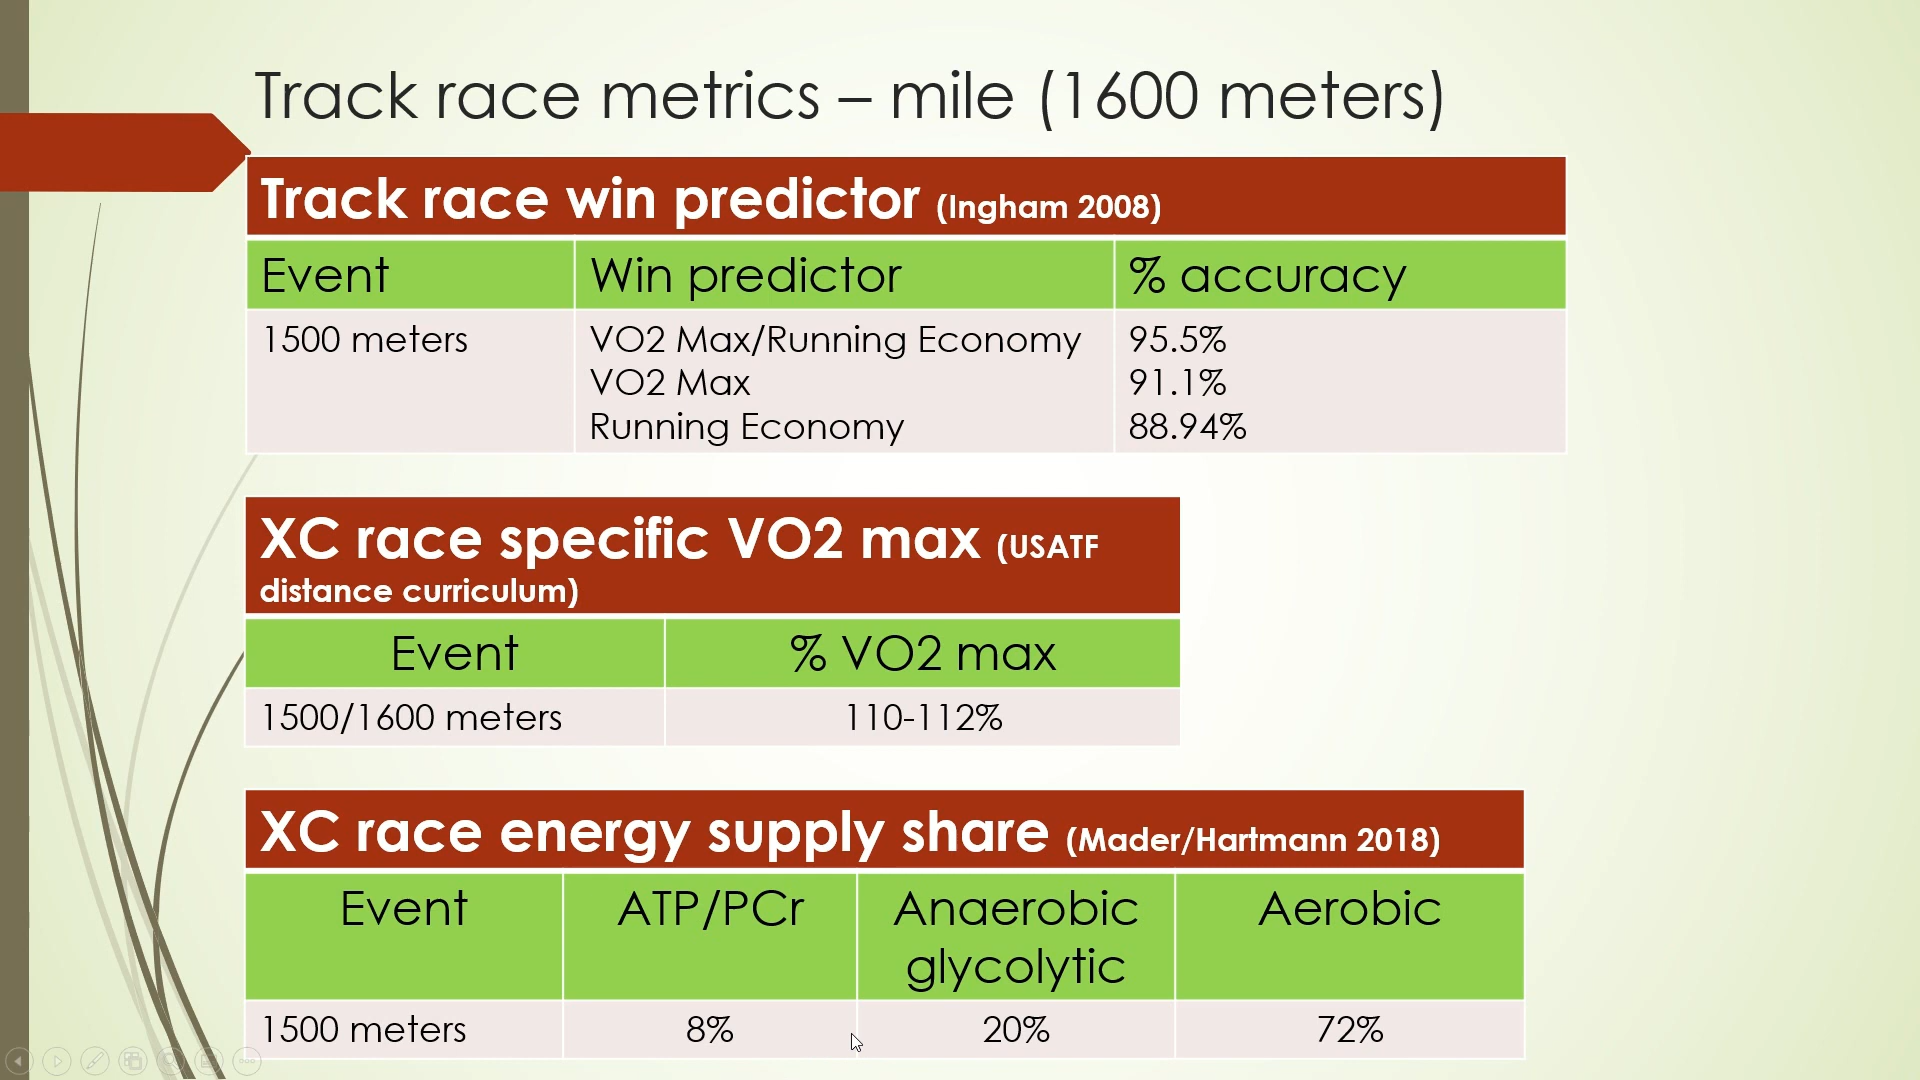 Track race metrics – mile (1600 meters)
Track race win predictor (Ingham 2008)
Event Win predictor % accuracy
1500 meters VO2 Max/Running Economy 95.5%
VO2 Max 91.1%
Running Economy 88.94%
XC race specific VO2 max (USATF
distance curriculum)
Event % VO2 max
1500/1600 meters 110-112%
XC race energy supply share (Mader/Hartmann 2018)
Event ATP/PCr Anaerobic Aerobic
glycolytic
1500 meters 8% 20% 72%